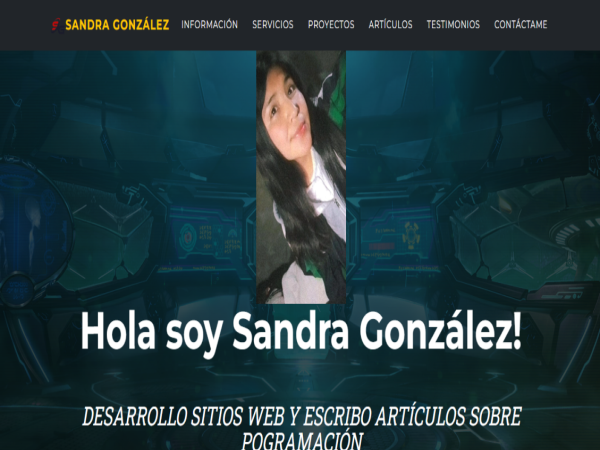 SANDRA GONZÁLEZ INFORMACIÓN SERVICIOS PROYECTOS ARTÍCULOS TESTIMONIOS CONTÁCTAME
Hola soy Sandra González!
DESARROLLO SITIOS WEB Y ESCRIBO ARTÍCULOS SOBRE
POGRAMACIÓN